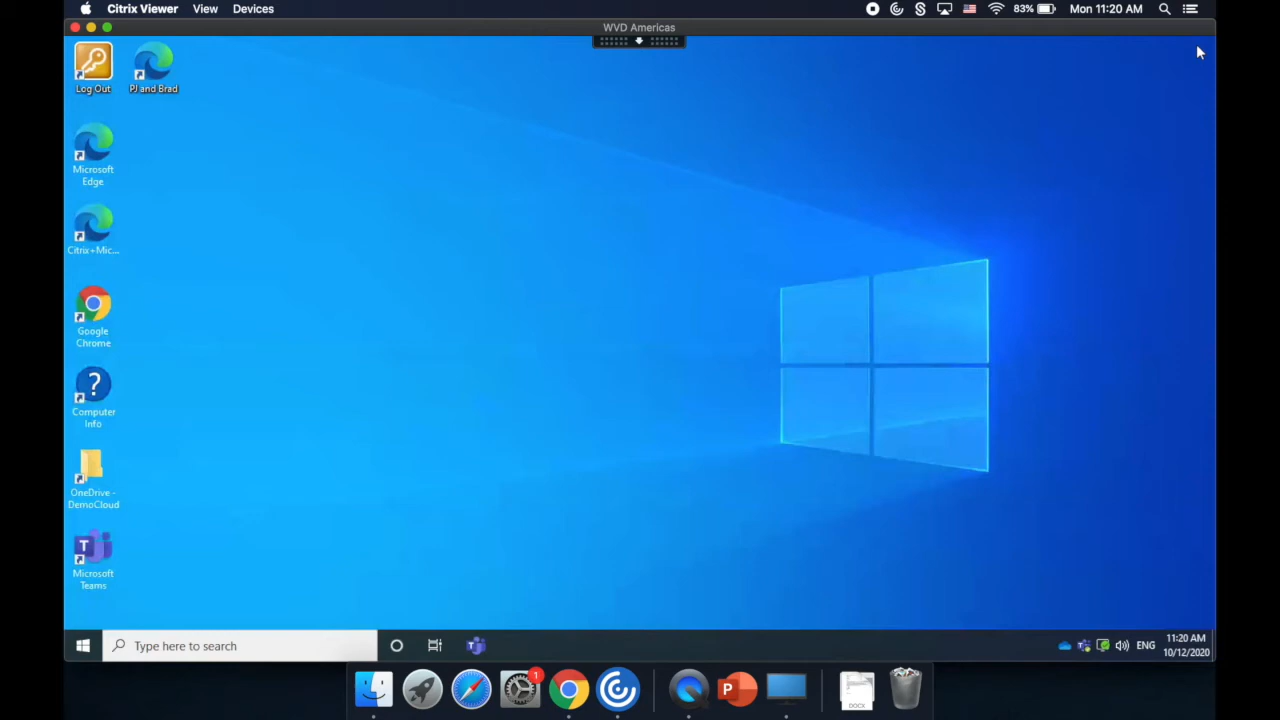 Citrix Viewer View Devices 83% Mon 11:20 AM
WVD Americas
Log Out
PJ and Brad
Microsoft
Edge
Citrix+Mic...
Google
Chrome
?
Computer
Info
OneDrive -
DemoCloud
T
Microsoft
Teams
Type here to search
T
ENG
11:20 AM
10/12/2020
1
P
DOCX